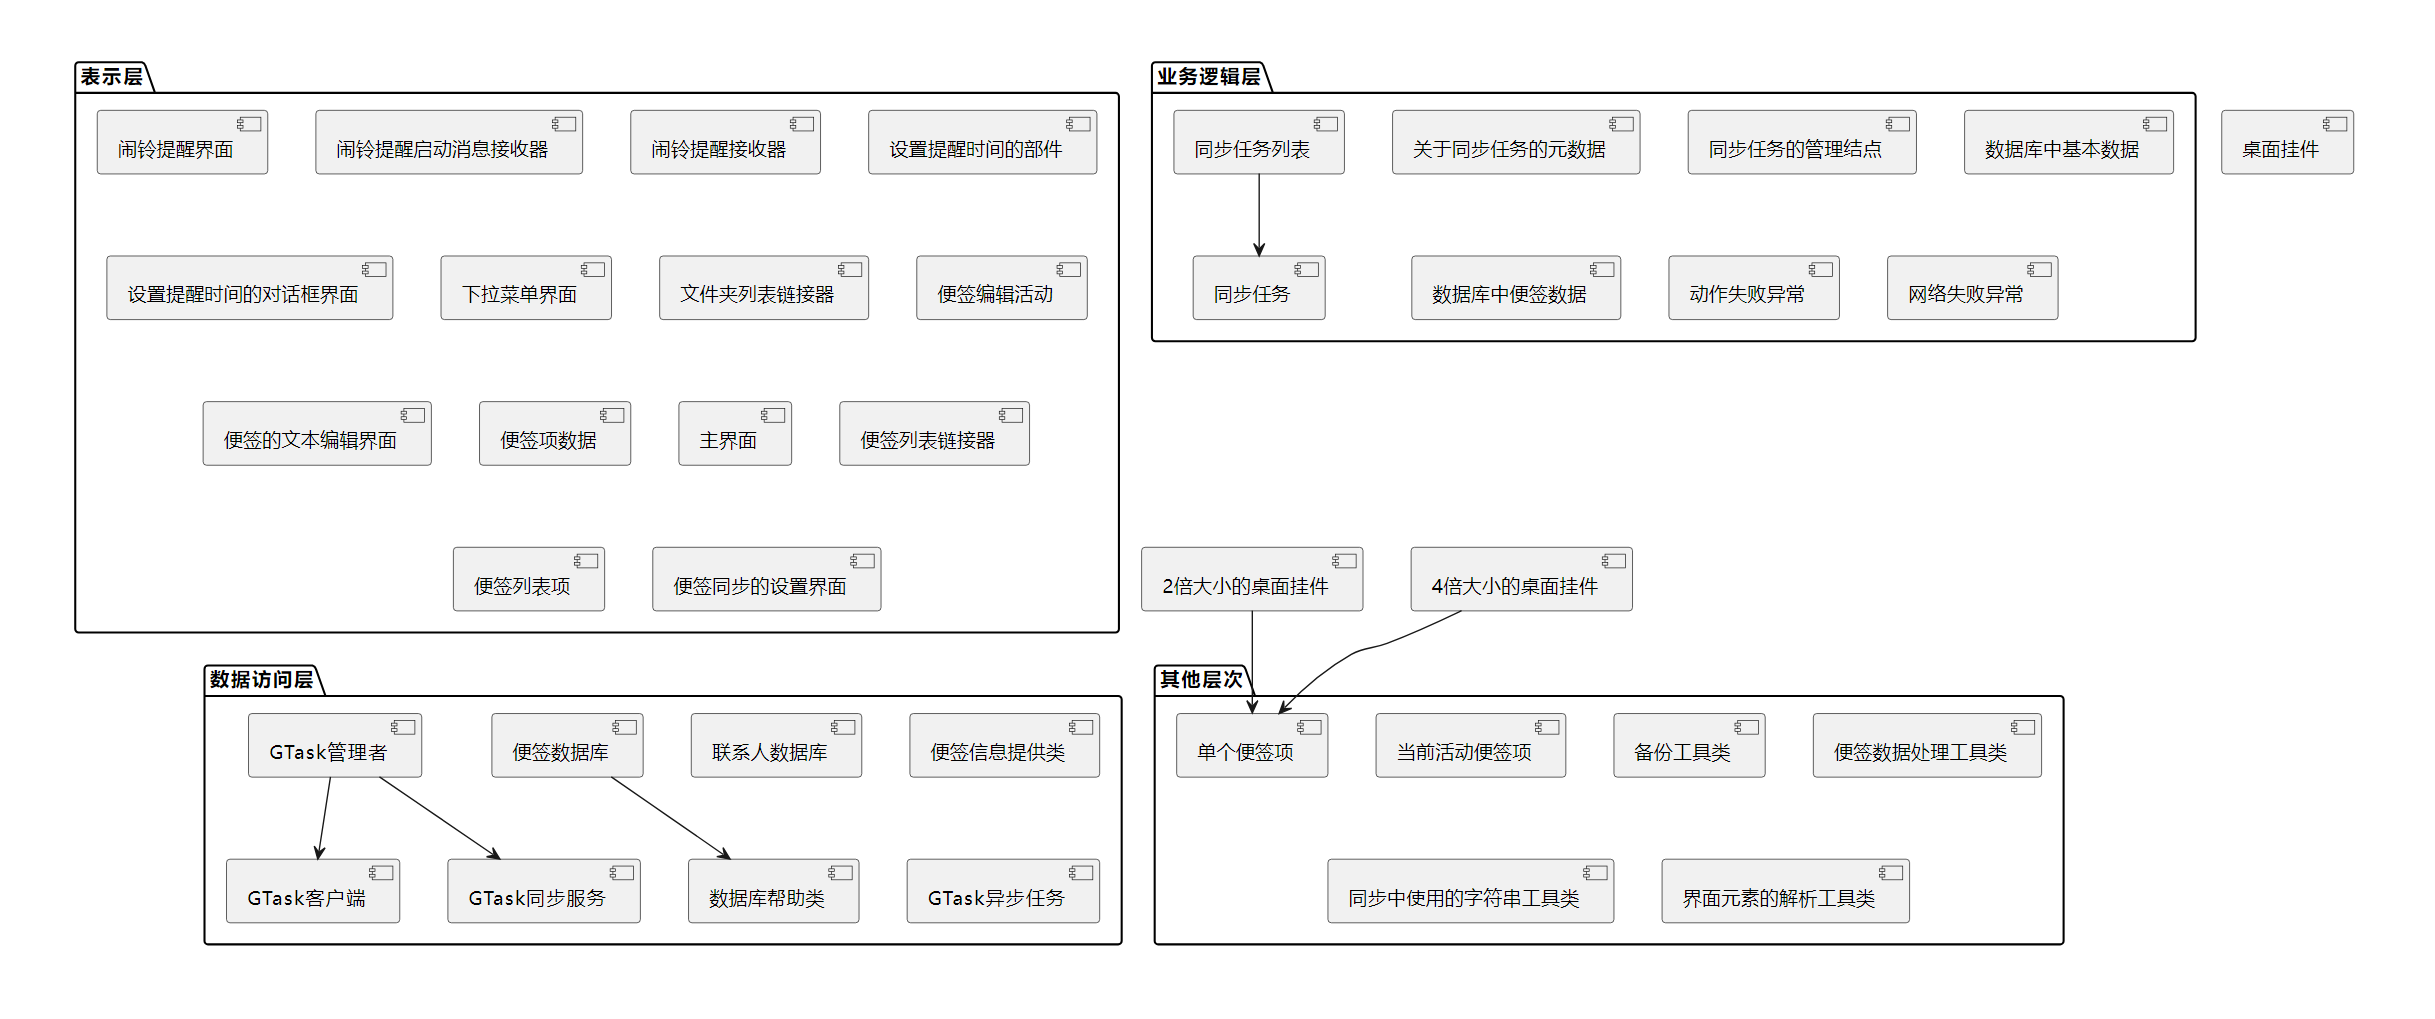 表示层
闹铃提醒界面
闹铃提醒启动消息接收器
闹铃提醒接收器
设置提醒时间的部件
设置提醒时间的对话框界面
下拉菜单界面
文件夹列表链接器
便签编辑活动
便签的文本编辑界面
便签项数据
主界面
便签列表链接器
便签列表项
便签同步的设置界面
业务逻辑层
同步任务列表
关于同步任务的元数据
同步任务的管理结点
数据库中基本数据
同步任务
数据库中便签数据
动作失败异常
网络失败异常
桌面挂件
2倍大小的桌面挂件
4倍大小的桌面挂件
数据访问层
GTask管理者
便签数据库
联系人数据库
便签信息提供类
GTask客户端
GTask同步服务
数据库帮助类
GTask异步任务
其他层次
单个便签项
当前活动便签项
备份工具类
便签数据处理工具类
同步中使用的字符串工具类
界面元素的解析工具类